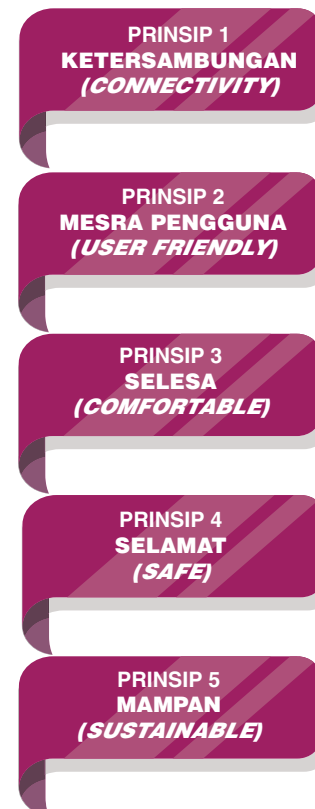 PRINSIP 1
KETERSAMBUNGAN
(CONNECTIVITY)
PRINSIP 2
MESRA PENGGUNA
(USER FRIENDLY)
PRINSIP 3
SELESA
(COMFORTABLE)
PRINSIP 4
SELAMAT
(SAFE)
PRINSIP 5
MAMPAN
(SUSTAINABLE)